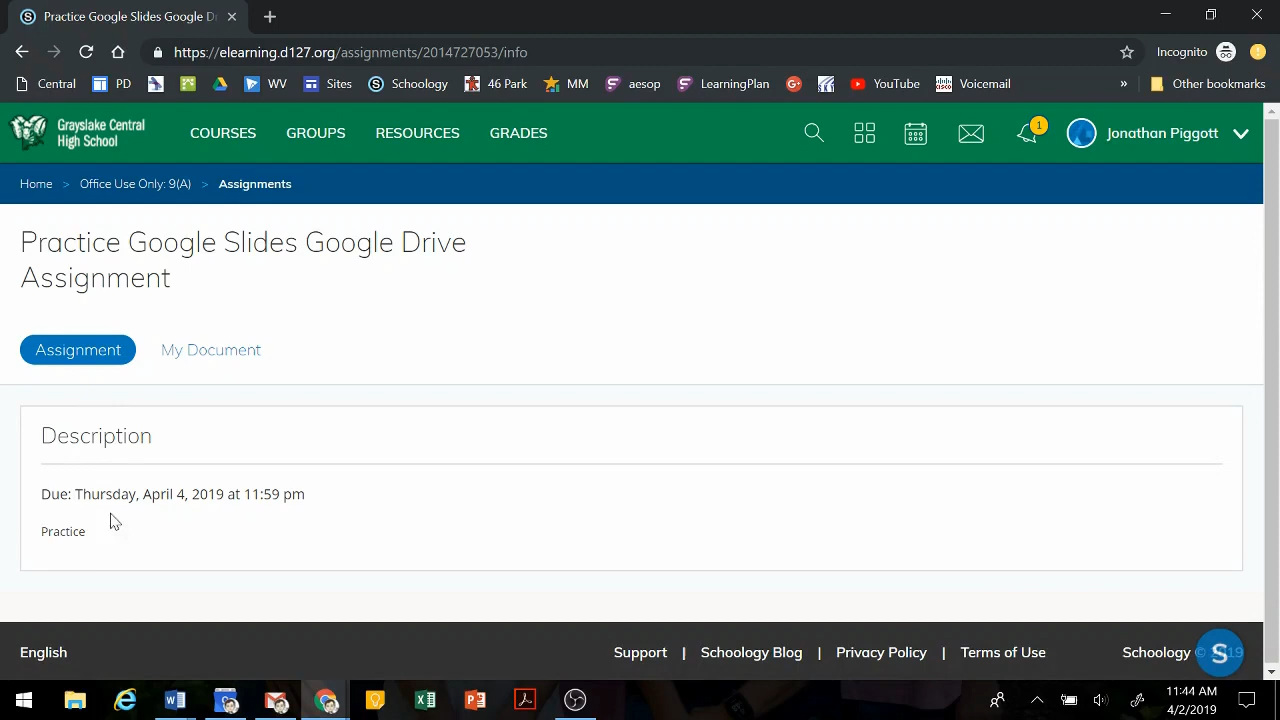 Practice Google Slides Google Dr
https://elearning.d127.org/assignments/2014727053/info
Incognito
Central PD WV Sites Schoology 46 Park MM aesop LearningPlan YouTube Voicemail » Other bookmarks
Grayslake Central
High School
COURSES GROUPS RESOURCES GRADES 1 Jonathan Piggott
Home > Office Use Only: 9(A) > Assignments
Practice Google Slides Google Drive
Assignment
Assignment My Document
Description
Due: Thursday, April 4, 2019 at 11:59 pm
Practice
English Support | Schoology Blog | Privacy Policy | Terms of Use Schoology © 2019
11:44 AM
4/2/2019